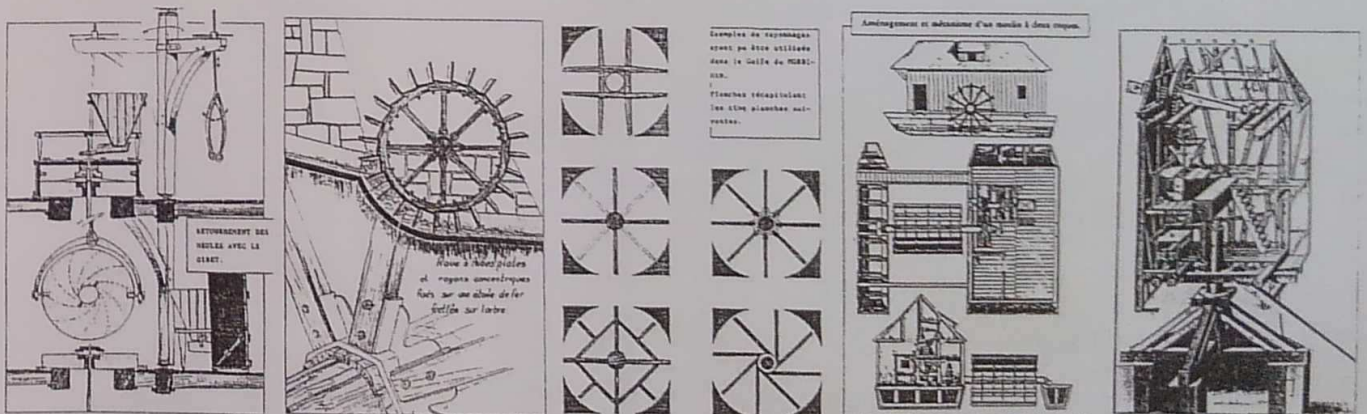 RETOURNEMENT DES
MEULES AVEC LE
GIBET.
Roue à aubes plates
et rayons concentriques
fixés sur une étoile de fer
frettée sur l'arbre
Exemples de rayonnages
ayant pu être utilisés
dans le Golfe du MORBI-
HAN.
Planches récapitulant
les cinq planches sui-
vantes.
Aménagement et mécanisme d'un moulin à deux coques.